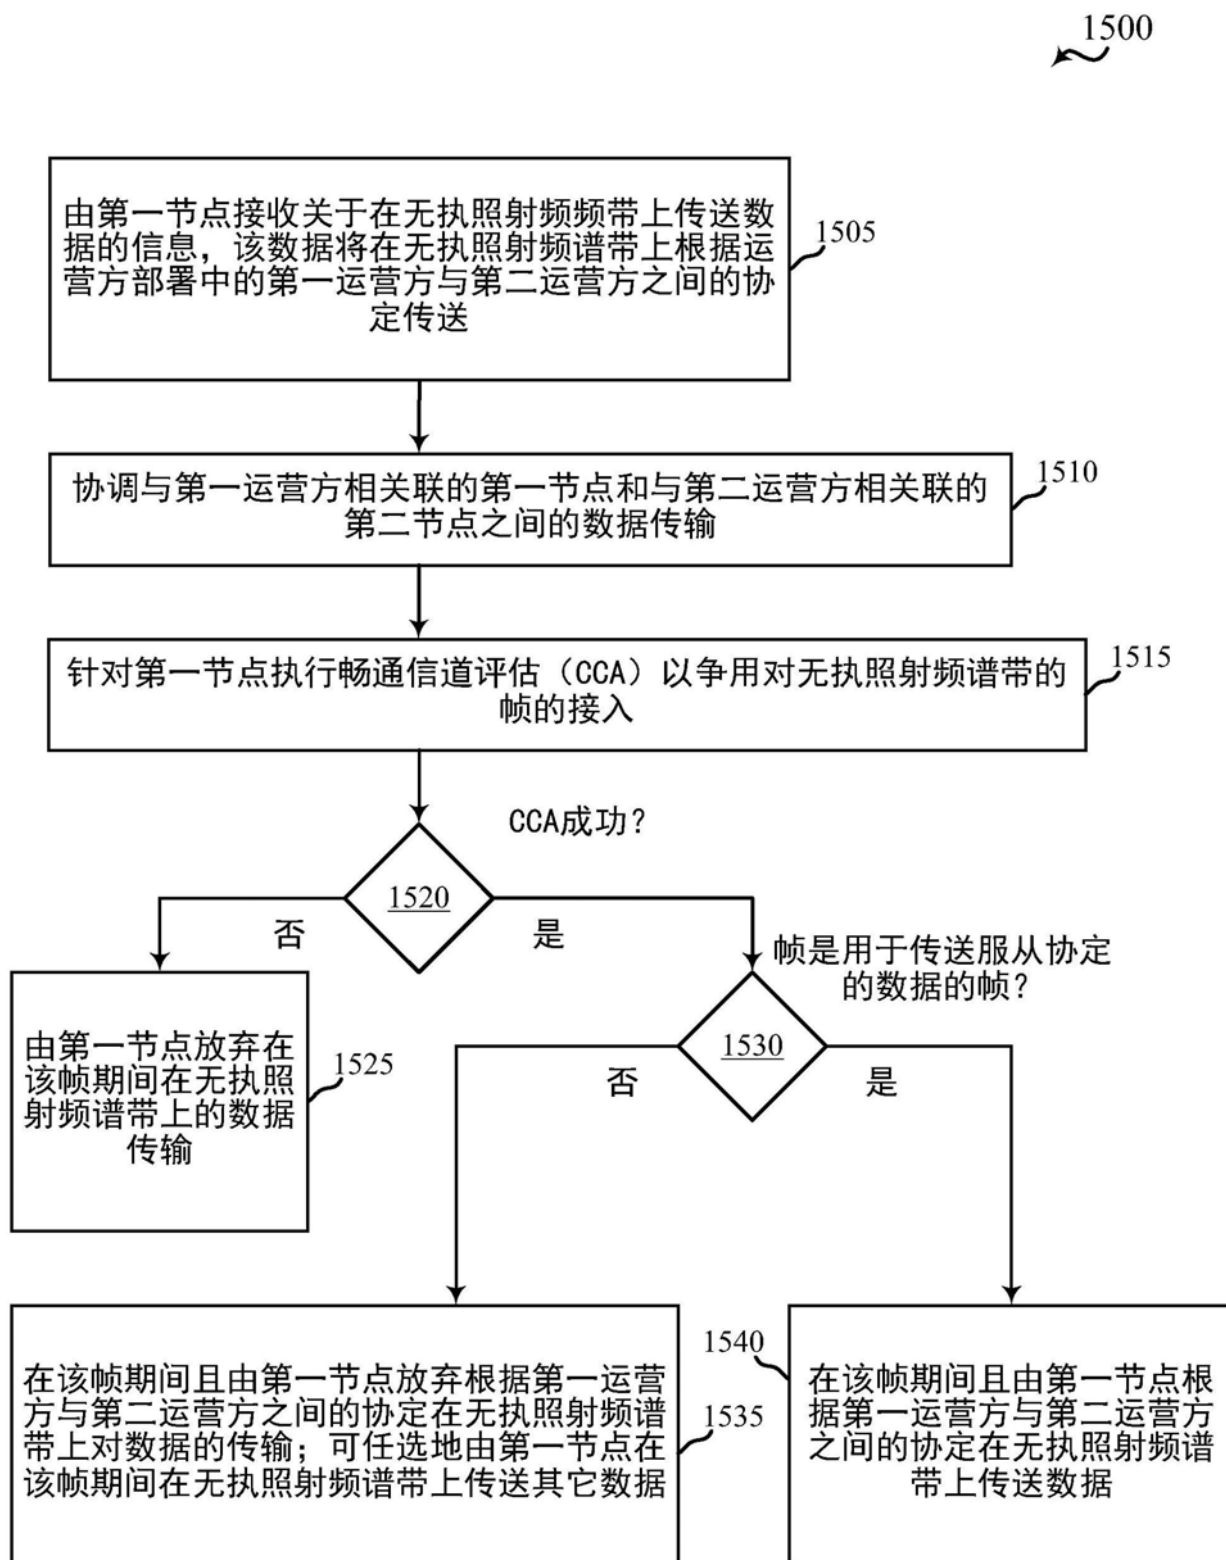 1500
由第一节点接收关于在无执照射频频带上传送数
据的信息，该数据将在无执照射频谱带上根据运
营方部署中的第一运营方与第二运营方之间的协
定传送
1505
协调与第一运营方相关联的第一节点和与第二运营方相关联的
第二节点之间的数据传输
1510
针对第一节点执行畅通信道评估（CCA）以争用对无执照射频谱带的
帧的接入
1515
CCA成功？
1520
否
是
帧是用于传送服从协定
的数据的帧？
1530
否
是
由第一节点放弃在
该帧期间在无执照
射频谱带上的数据
传输
1525
在该帧期间且由第一节点放弃根据第一运营
方与第二运营方之间的协定在无执照射频谱
带上对数据的传输；可任选地由第一节点在
该帧期间在无执照射频谱带上传送其它数据
1535
1540
在该帧期间且由第一节点根
据第一运营方与第二运营方
之间的协定在无执照射频谱
带上传送数据